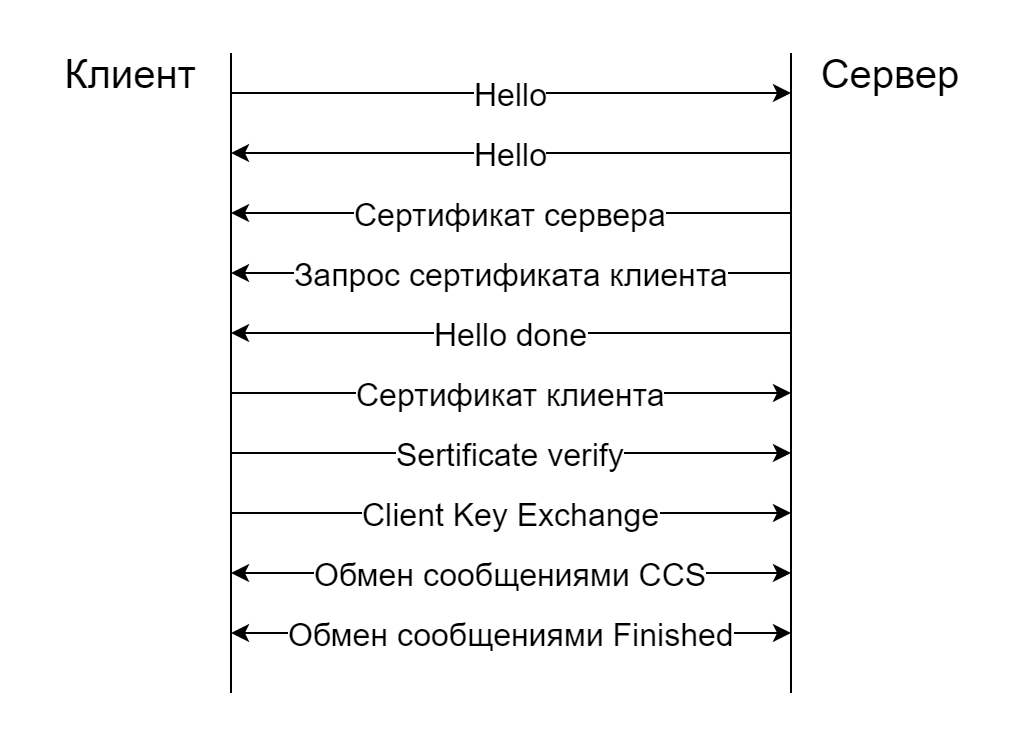 Клиент
Сервер
Hello
Hello
Сертификат сервера
Запрос сертификата клиента
Hello done
Сертификат клиента
Sertificate verify
Client Key Exchange
Обмен сообщениями CCS
Обмен сообщениями Finished